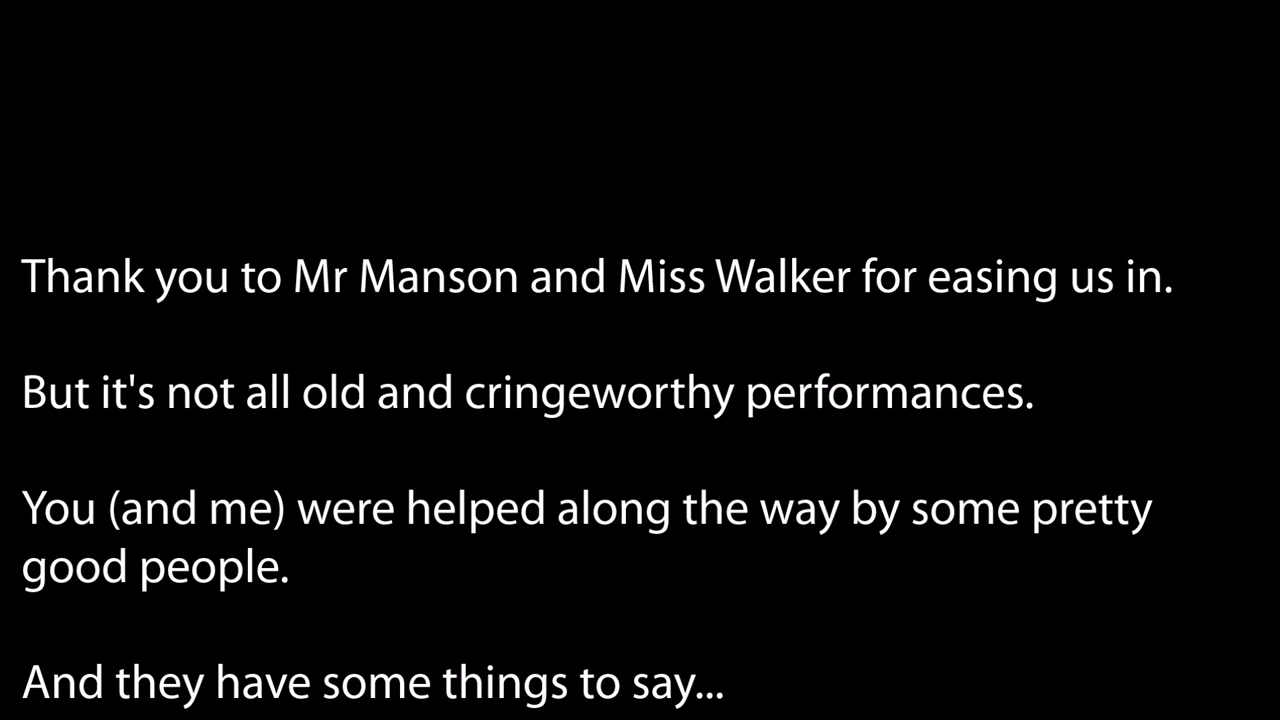 Thank you to Mr Manson and Miss Walker for easing us in.
But it's not all old and cringeworthy performances.
You (and me) were helped along the way by some pretty
good people.
And they have some things to say...